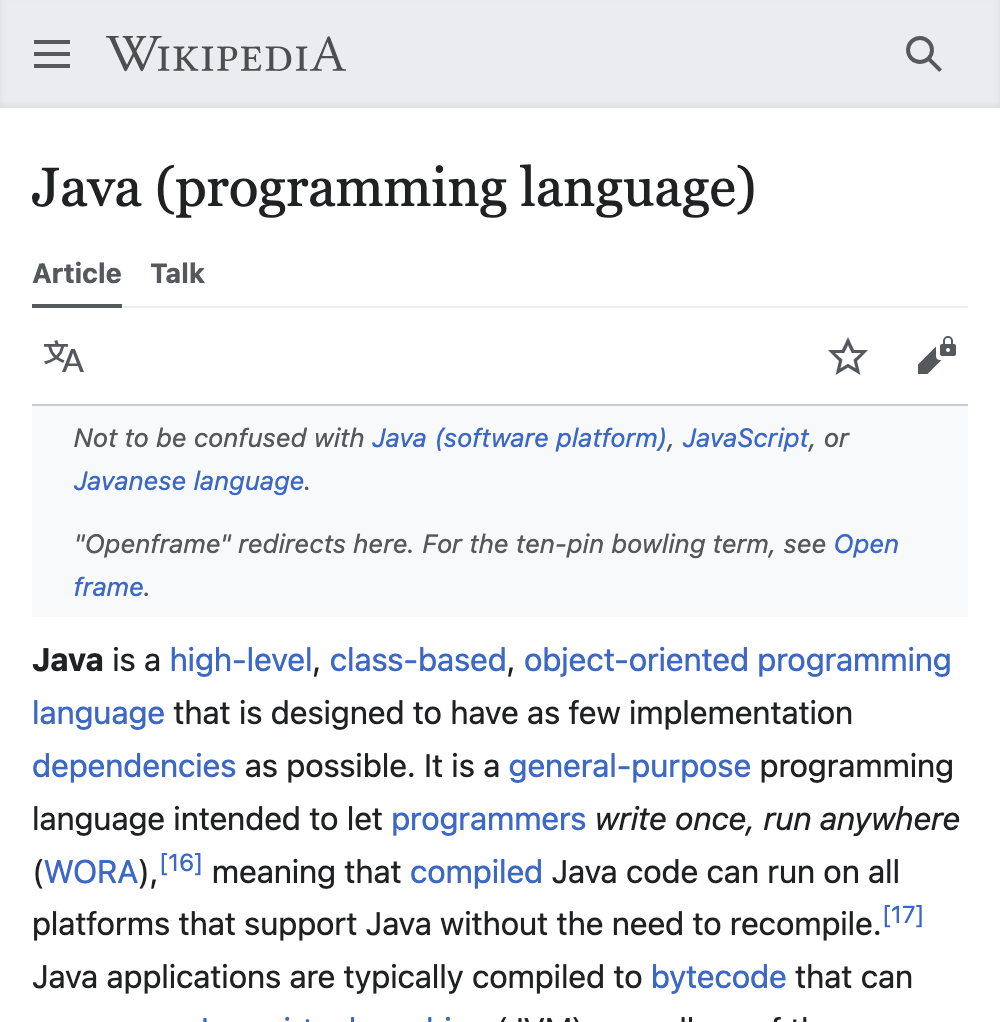 WIKIPEDIA
Java (programming language)
Article Talk
文A
Not to be confused with Java (software platform), JavaScript, or
Javanese language.
"Openframe" redirects here. For the ten-pin bowling term, see Open
frame.
Java is a high-level, class-based, object-oriented programming
language that is designed to have as few implementation
dependencies as possible. It is a general-purpose programming
language intended to let programmers write once, run anywhere
(WORA),[16] meaning that compiled Java code can run on all
platforms that support Java without the need to recompile.[17]
Java applications are typically compiled to bytecode that can